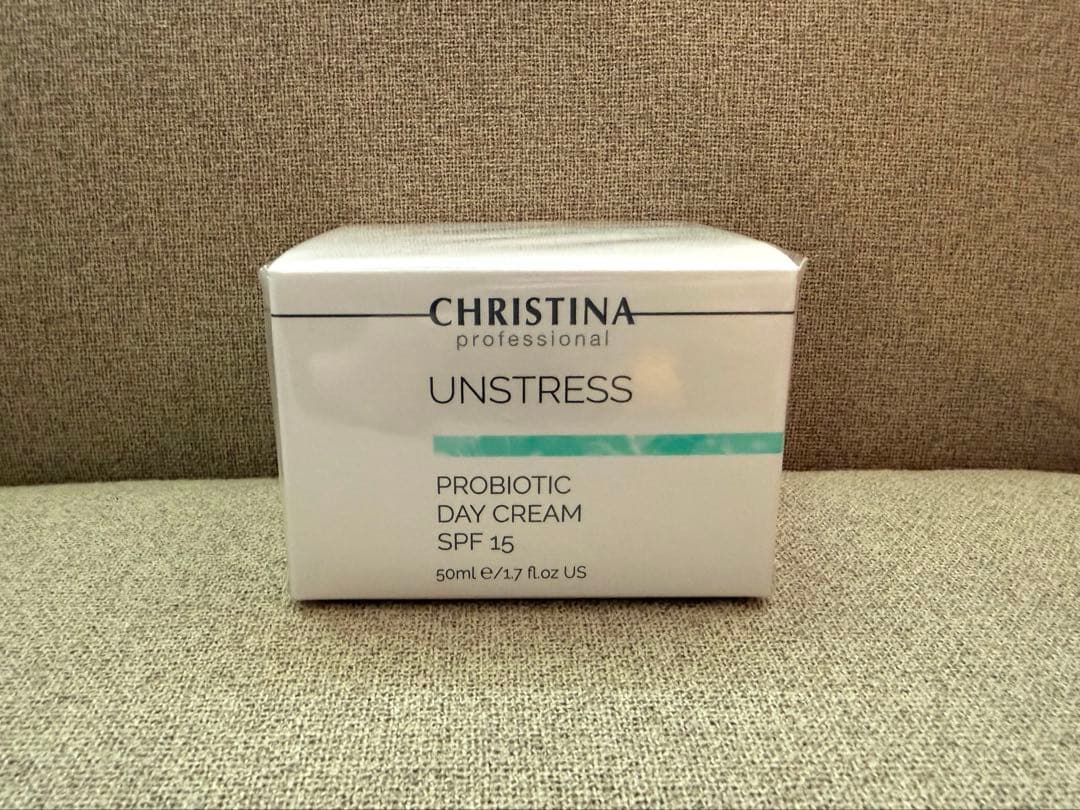 CHRISTINA
professional
UNSTRESS
PROBIOTIC
DAY CREAM
SPF 15
50ml ℮/1.7 fl.oz US